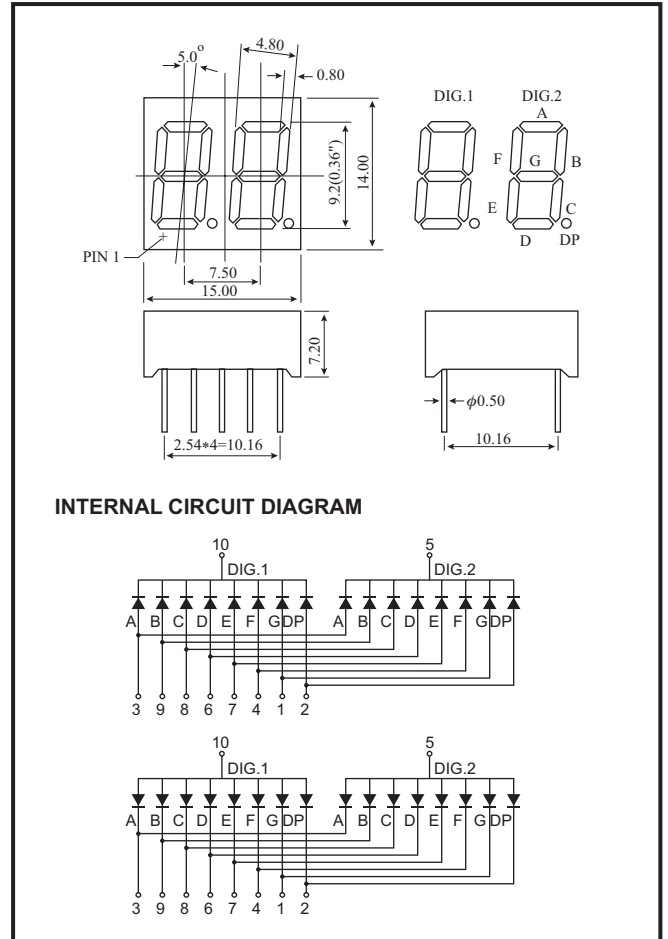 5.0°
4.80
0.80
DIG.1 DIG.2
A
F G B
E C
D DP
9.2(0.36")
14.00
PIN 1
7.50
15.00
7.20
ϕ0.50
2.54*4=10.16
10.16
INTERNAL CIRCUIT DIAGRAM
10 5
DIG.1 DIG.2
A B C D E F G DP A B C D E F G DP
3 9 8 6 7 4 1 2
10 5
DIG.1 DIG.2
A B C D E F G DP A B C D E F G DP
3 9 8 6 7 4 1 2